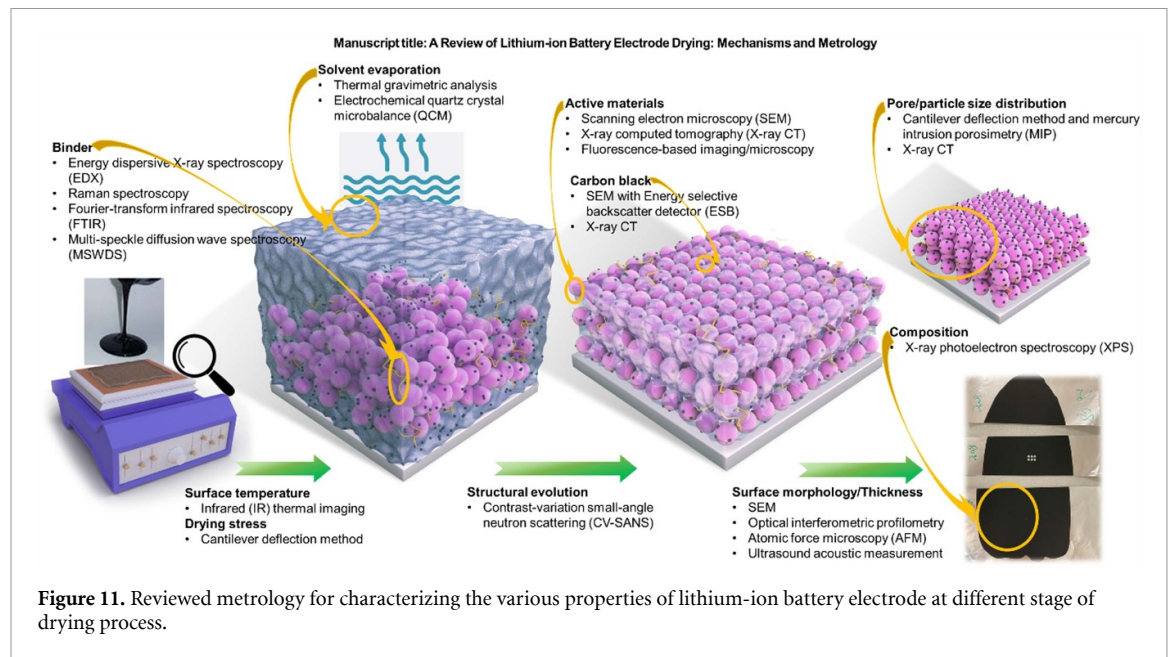 Manuscript title: A Review of Lithium-ion Battery Electrode Drying: Mechanisms and Metrology
Solvent evaporation
• Thermal gravimetric analysis
• Electrochemical quartz crystal
microbalance (QCM)
Binder
• Energy dispersive X-ray spectroscopy
(EDX)
• Raman spectroscopy
• Fourier-transform infrared spectroscopy
(FTIR)
• Multi-speckle diffusion wave spectroscopy
(MSWDS)
Active materials
• Scanning electron microscopy (SEM)
• X-ray computed tomography (X-ray CT)
• Fluorescence-based imaging/microscopy
Carbon black
• SEM with Energy selective
backscatter detector (ESB)
• X-ray CT
Pore/particle size distribution
• Cantilever deflection method and mercury
intrusion porosimetry (MIP)
• X-ray CT
Composition
• X-ray photoelectron spectroscopy (XPS)
Surface temperature
• Infrared (IR) thermal imaging
Drying stress
• Cantilever deflection method
Structural evolution
• Contrast-variation small-angle
neutron scattering (CV-SANS)
Surface morphology/Thickness
• SEM
• Optical interferometric profilometry
• Atomic force microscopy (AFM)
• Ultrasound acoustic measurement
Figure 11. Reviewed metrology for characterizing the various properties of lithium-ion battery electrode at different stage of
drying process.